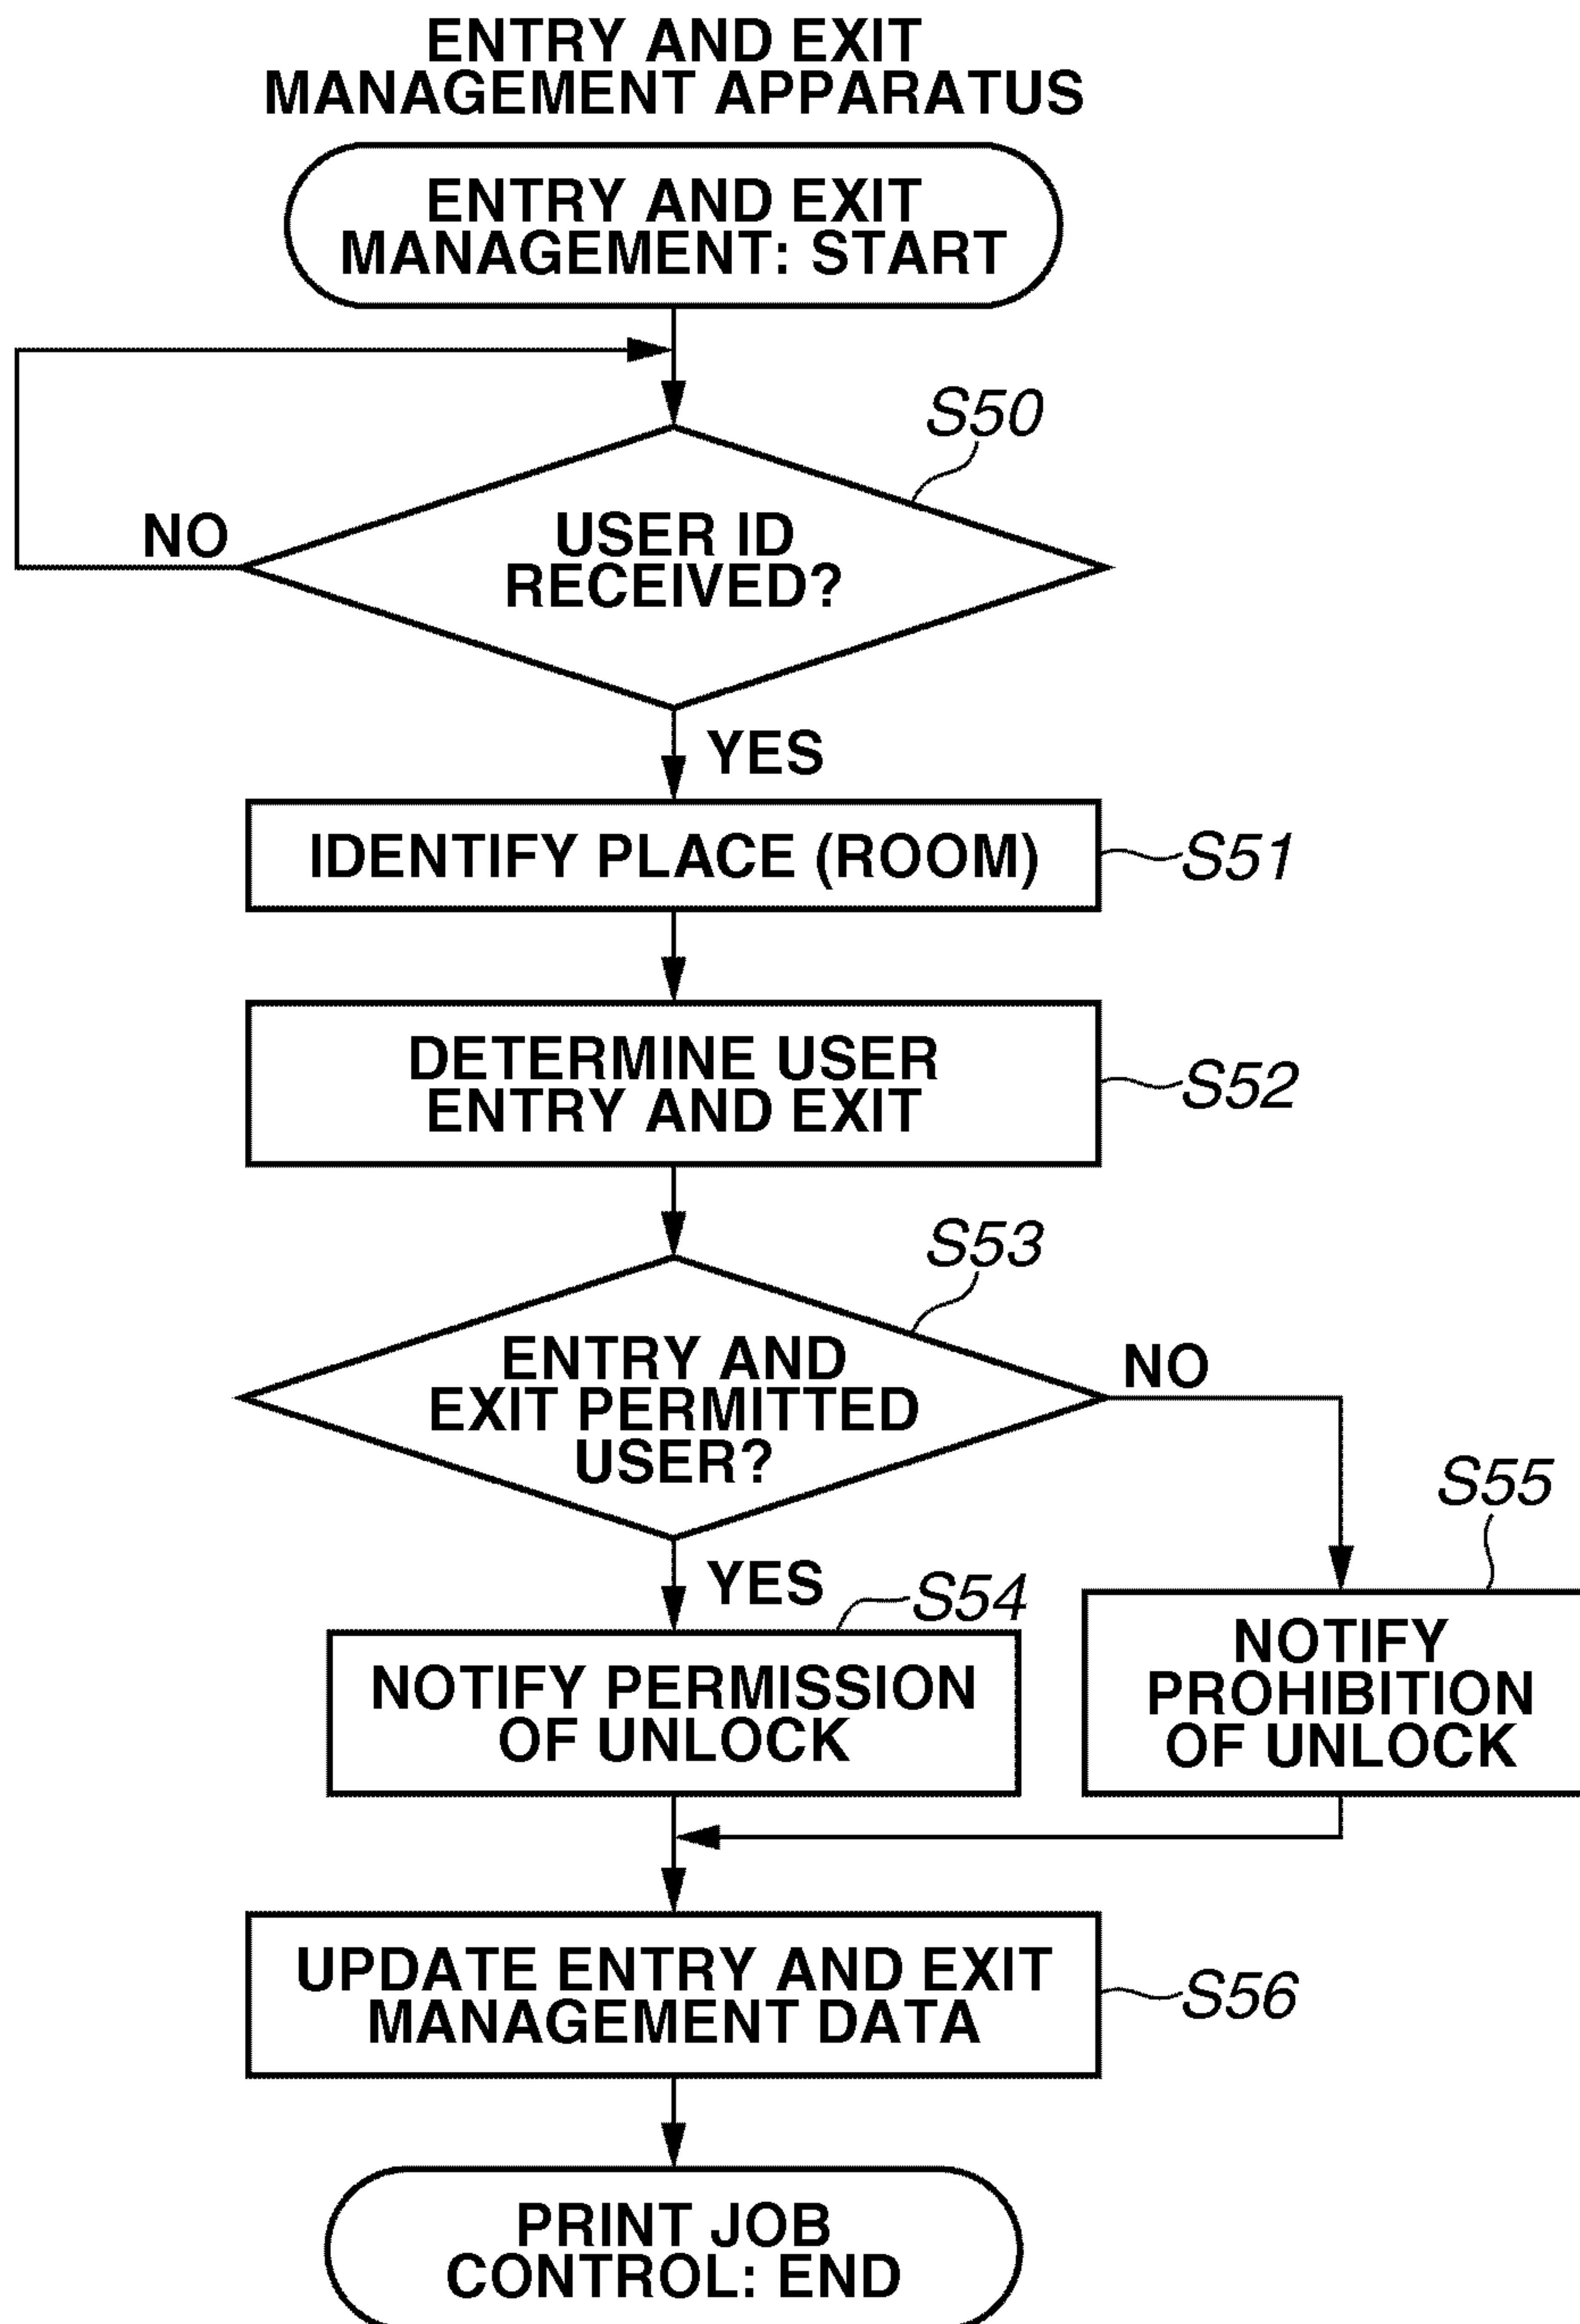 ENTRY AND EXIT
MANAGEMENT APPARATUS
ENTRY AND EXIT
MANAGEMENT: START
S50
NO
USER ID
RECEIVED?
YES
IDENTIFY PLACE (ROOM)
S51
DETERMINE USER
ENTRY AND EXIT
S52
S53
ENTRY AND
EXIT PERMITTED
USER?
NO
S55
YES
S54
NOTIFY PERMISSION
OF UNLOCK
NOTIFY
PROHIBITION
OF UNLOCK
UPDATE ENTRY AND EXIT
MANAGEMENT DATA
S56
PRINT JOB
CONTROL: END